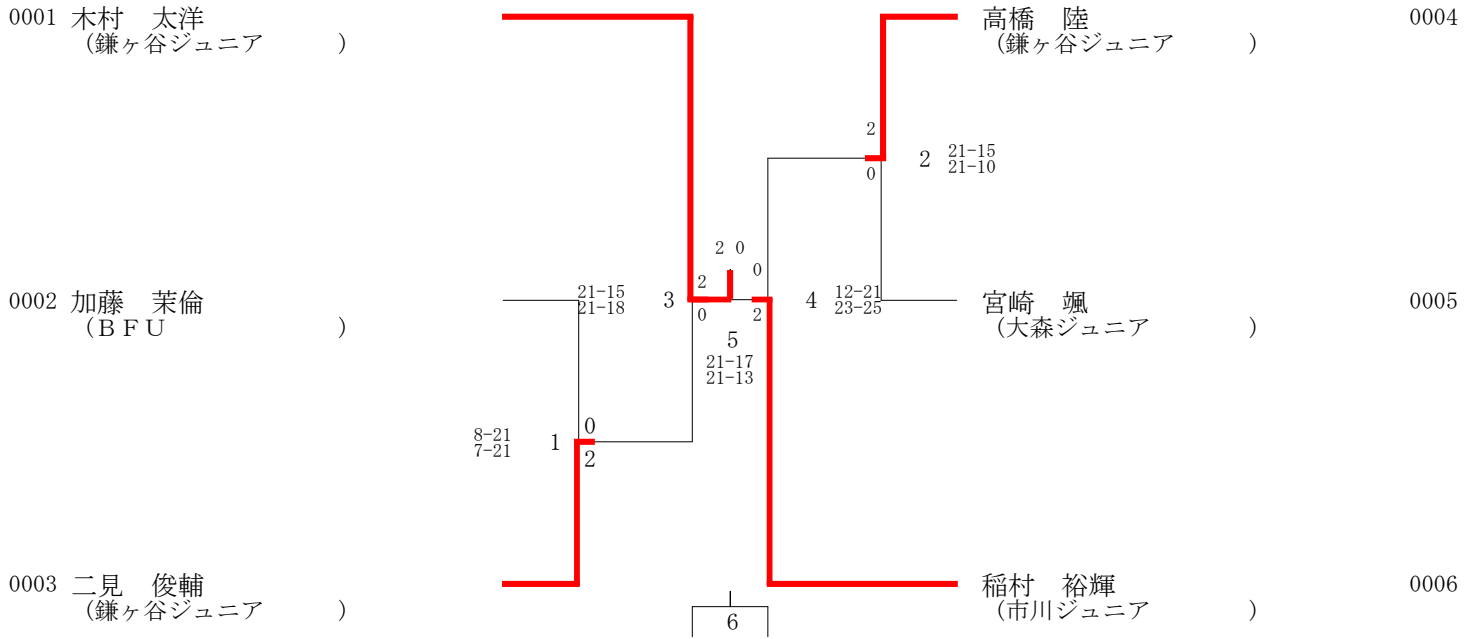 0001 木村　太洋
（鎌ヶ谷ジュニア　　　）
高橋　陸 0004
（鎌ヶ谷ジュニア　　　）
2
2 21-15
21-10
0
2 0
0
0002 加藤　茉倫
（ＢＦＵ　　　　　　　）
21-15
21-18
3
2
0
2
4 12-21
23-25
宮崎　颯 0005
（大森ジュニア　　　　）
5
21-17
21-13
8-21
7-21
1
0
2
0003 二見　俊輔
（鎌ヶ谷ジュニア　　　）
稲村　裕輝 0006
（市川ジュニア　　　　）
6